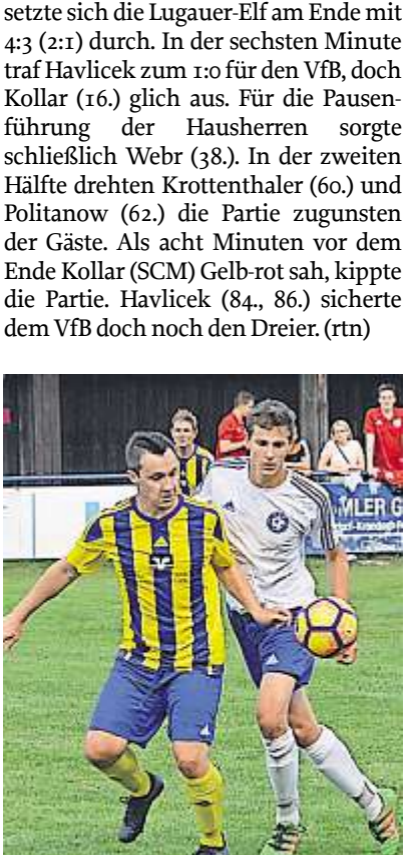 setzte sich die Lugauer-Elf am Ende mit
4:3 (2:1) durch. In der sechsten Minute
traf Havlicek zum 1:0 für den VfB, doch
Kollar (16.) glich aus. Für die Pausen-
führung der Hausherren sorgte
schließlich Webr (38.). In der zweiten
Hälfte drehten Krottenthaler (60.) und
Politanow (62.) die Partie zugunsten
der Gäste. Als acht Minuten vor dem
Ende Kollar (SCM) Gelb-rot sah, kippte
die Partie. Havlicek (84., 86.) sicherte
dem VfB doch noch den Dreier. (rtn)
MLER G